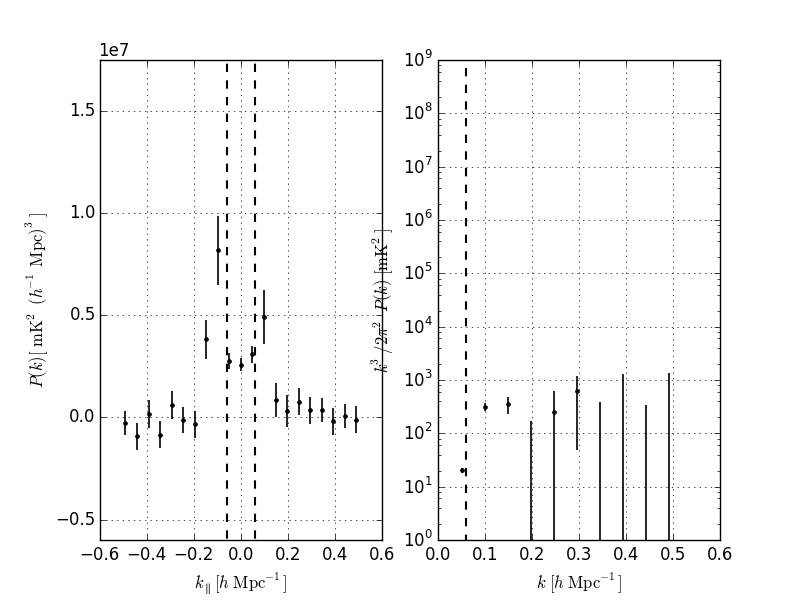 1e7
1.5
1.0
0.5
0.0
−0.5
−0.6 −0.4 −0.2 0.0 0.2 0.4 0.6
k∥ [h Mpc⁻¹]
P(k)[ mK² (h⁻¹ Mpc)³ ]
10⁹
10⁸
10⁷
10⁶
10⁵
10⁴
10³
10²
10¹
10⁰
0.0 0.1 0.2 0.3 0.4 0.5 0.6
k [h Mpc⁻¹]
k³/2π² P(k) [mK²]